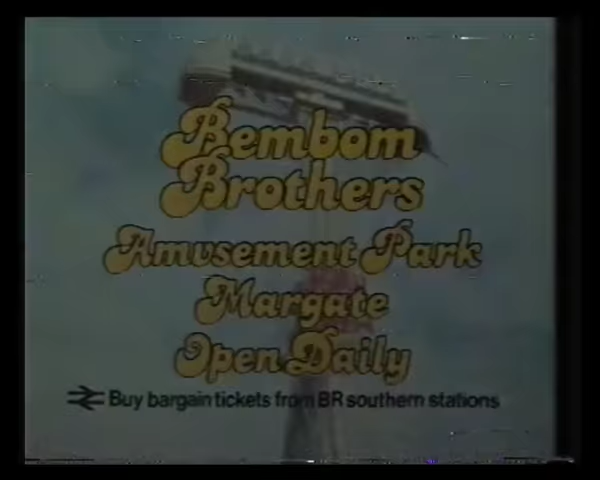 Bembom
Brothers
Amusement Park
Margate
Open Daily
Buy bargain tickets from BR southern stations